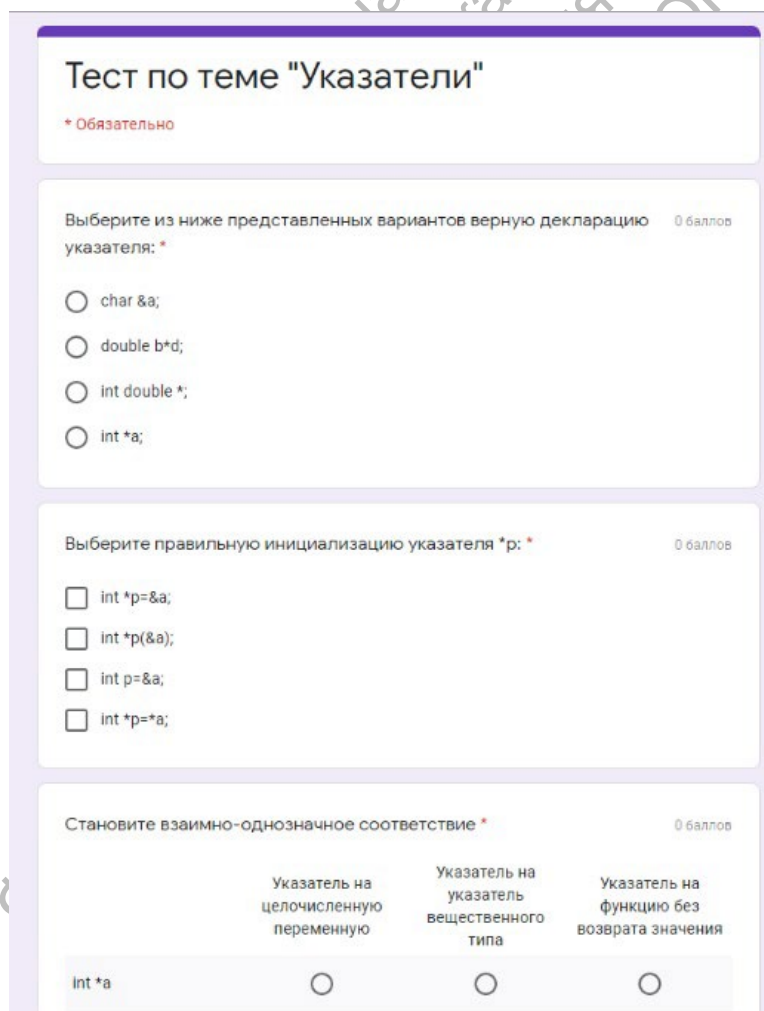 Тест по теме "Указатели"
* Обязательно
Выберите из ниже представленных вариантов верную декларацию 0 баллов
указателя: *
char &a;
double b*d;
int double *;
int *a;
Выберите правильную инициализацию указателя *p: * 0 баллов
int *p=&a;
int *p(&a);
int p=&a;
int *p=*a;
Становите взаимно-однозначное соответствие * 0 баллов
Указатель на
целочисленную
переменную
Указатель на
указатель
вещественного
типа
Указатель на
функцию без
возврата значения
int *a